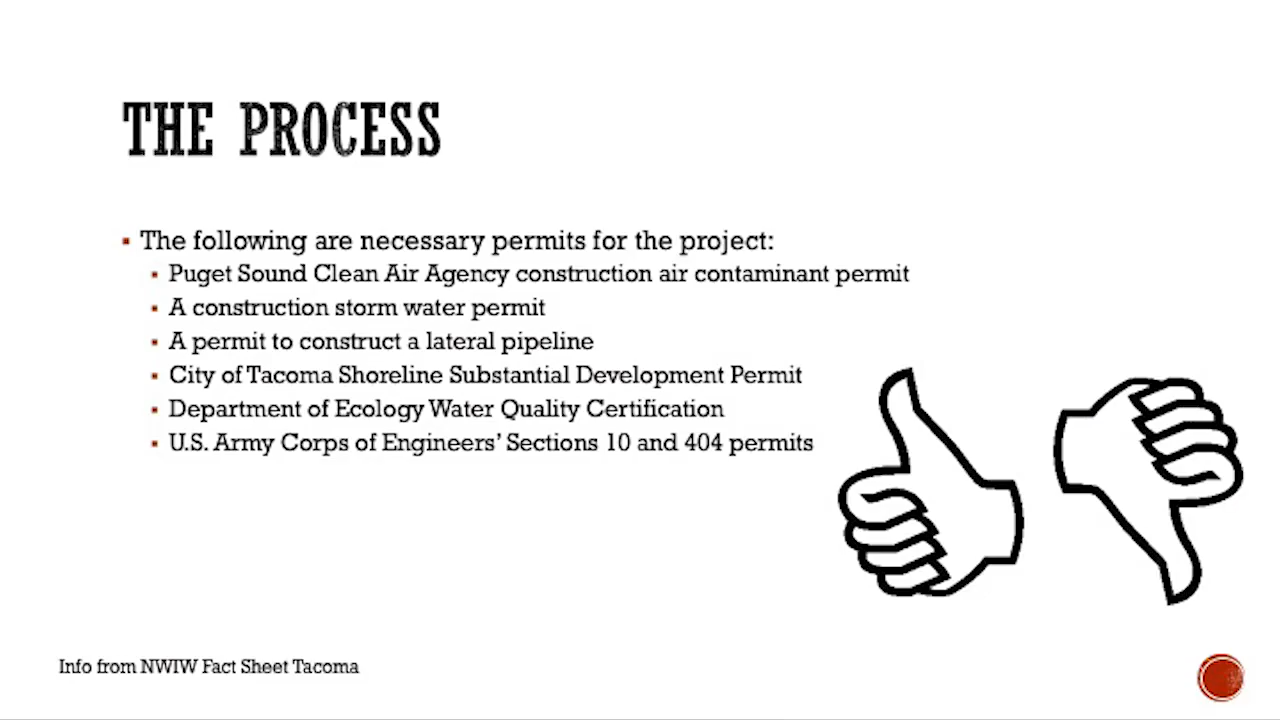 THE PROCESS
The following are necessary permits for the project:
Puget Sound Clean Air Agency construction air contaminant permit
A construction storm water permit
A permit to construct a lateral pipeline
City of Tacoma Shoreline Substantial Development Permit
Department of Ecology Water Quality Certification
U.S. Army Corps of Engineers’ Sections 10 and 404 permits
Info from NWIW Fact Sheet Tacoma